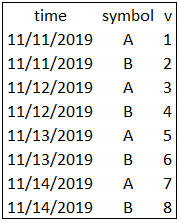 time symbol v
11/11/2019 A 1
11/11/2019 B 2
11/12/2019 A 3
11/12/2019 B 4
11/13/2019 A 5
11/13/2019 B 6
11/14/2019 A 7
11/14/2019 B 8